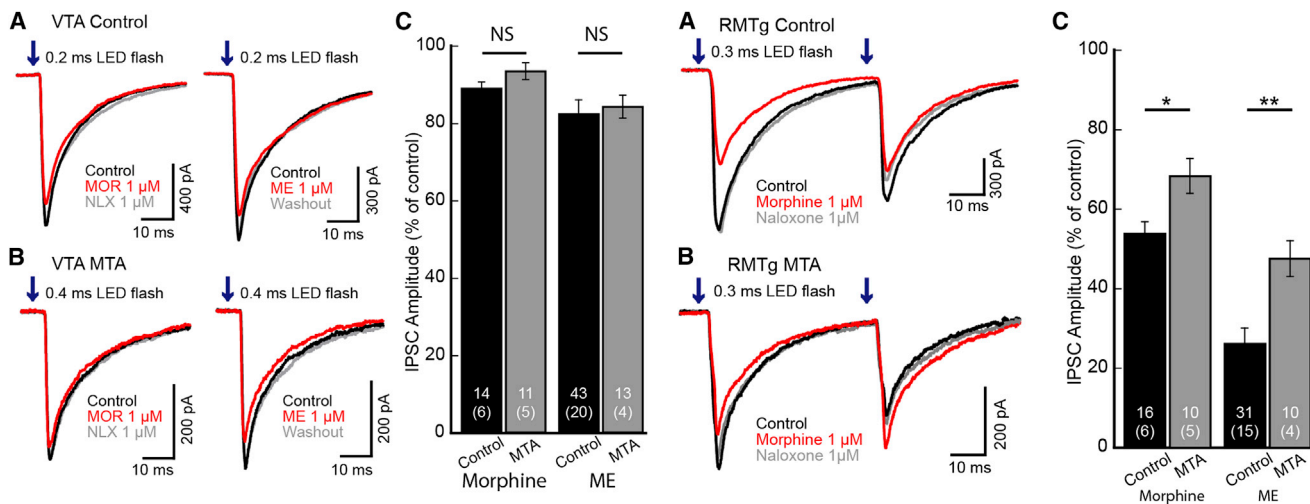 A
VTA Control
0.2 ms LED flash
0.2 ms LED flash
Control
MOR 1 µM
NLX 1 µM
400 pA
10 ms
Control
ME 1 µM
Washout
300 pA
10 ms
B
VTA MTA
0.4 ms LED flash
0.4 ms LED flash
Control
MOR 1 µM
NLX 1 µM
200 pA
10 ms
Control
ME 1 µM
Washout
200 pA
10 ms
C
IPSC Amplitude (% of control)
100
80
60
40
20
0
NS
NS
14
(6)
11
(5)
43
(20)
13
(4)
Control
MTA
Control
MTA
Morphine
ME
A
RMTg Control
0.3 ms LED flash
Control
Morphine 1 µM
Naloxone 1µM
300 pA
10 ms
B
RMTg MTA
0.3 ms LED flash
Control
Morphine 1 µM
Naloxone 1µM
200 pA
10 ms
C
IPSC Amplitude (% of control)
100
80
60
40
20
0
*
**
16
(6)
10
(5)
31
(15)
10
(4)
Control
MTA
Control
MTA
Morphine
ME